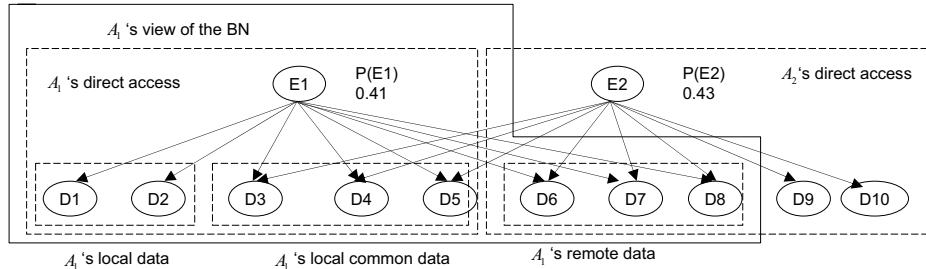 A₁ ‘s view of the BN
A₁ ‘s direct access
E1
P(E1)
0.41
E2
P(E2)
0.43
A₂ ‘s direct access
D1
D2
D3
D4
D5
D6
D7
D8
D9
D10
A₁ ‘s local data
A₁ ‘s local common data
A₁ ‘s remote data